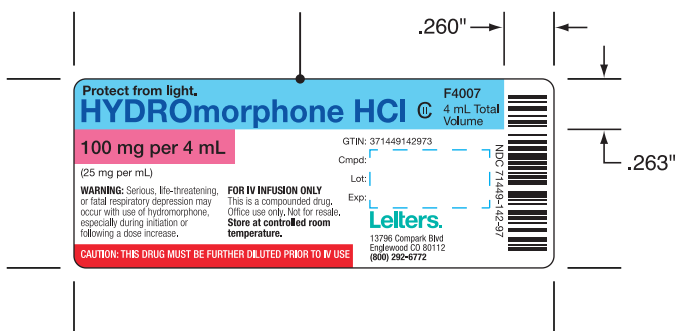 .260"
Protect from light.
HYDROmorphone HCl CII
F4007
4 mL Total
Volume
100 mg per 4 mL
(25 mg per mL)
WARNING: Serious, life-threatening,
or fatal respiratory depression may
occur with use of hydromorphone,
especially during initiation or
following a dose increase.
FOR IV INFUSION ONLY
This is a compounded drug.
Office use only. Not for resale.
Store at controlled room
temperature.
CAUTION: THIS DRUG MUST BE FURTHER DILUTED PRIOR TO IV USE
GTIN: 371449142973
Cmpd:
Lot:
Exp:
Leiters.
13796 Compark Blvd
Englewood CO 80112
(800) 292-6772
NDC 71449-142-97
.263"